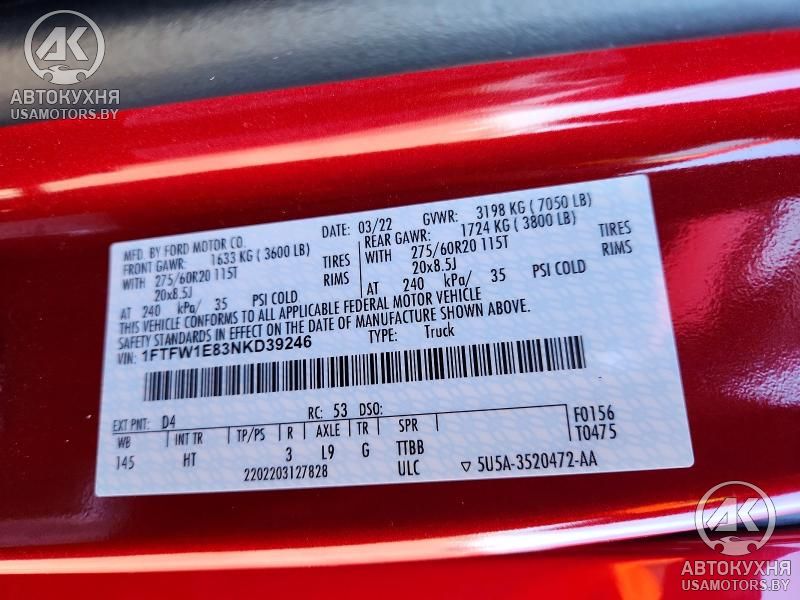 АК
АВТОКУХНЯ
USAMOTORS.BY
MFD. BY FORD MOTOR CO.
DATE: 03/22 GVWR: 3198 KG ( 7050 LB)
FRONT GAWR: 1633 KG ( 3600 LB)
REAR GAWR: 1724 KG ( 3800 LB)
WITH 275/60R20 115T TIRES
WITH 275/60R20 115T TIRES
20x8.5J RIMS
20x8.5J RIMS
AT 240 kPa/ 35 PSI COLD
AT 240 kPa/ 35 PSI COLD
THIS VEHICLE CONFORMS TO ALL APPLICABLE FEDERAL MOTOR VEHICLE
SAFETY STANDARDS IN EFFECT ON THE DATE OF MANUFACTURE SHOWN ABOVE.
VIN: 1FTFW1E83NKD39246 TYPE: Truck
EXT PNT: D4 RC: 53 DSO:
F0156
WB INT TR TP/PS R AXLE TR SPR
T0475
145 HT 3 L9 G TTBB
2202203127828 ULC ▽ 5U5A-3520472-AA
АК
АВТОКУХНЯ
USAMOTORS.BY